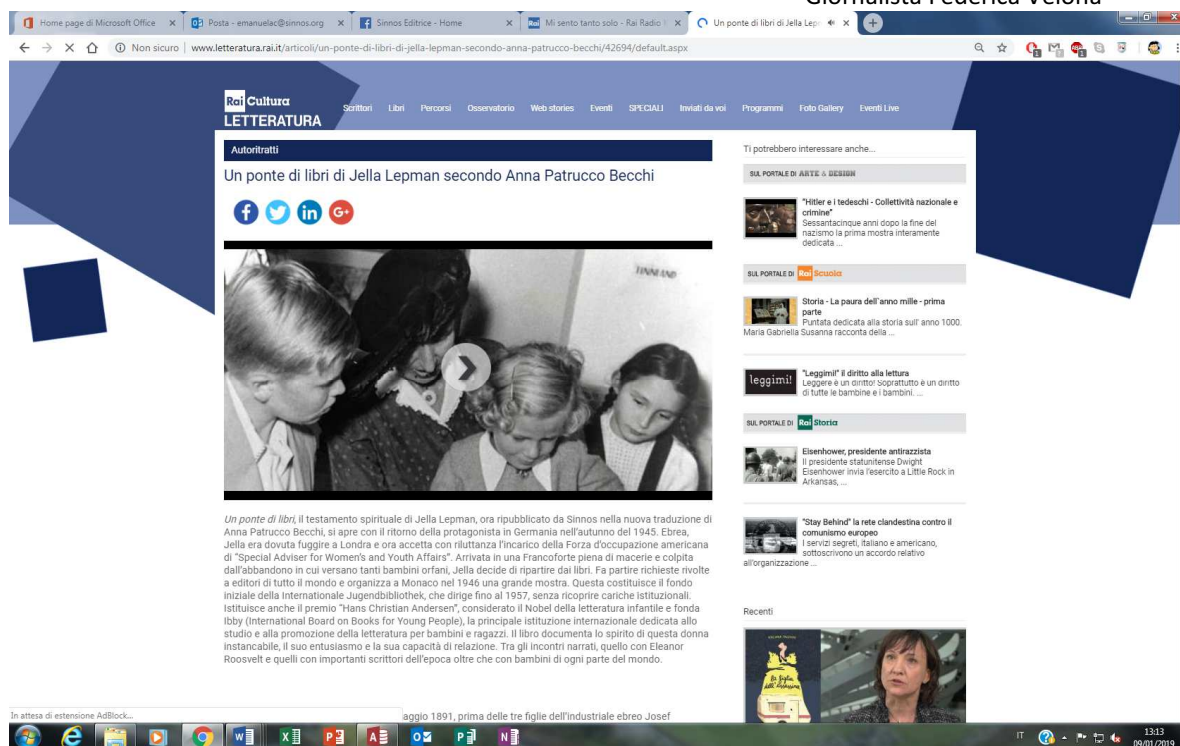 Giornalista Federica Velonà
Home page di Microsoft Office
Posta - emanuelac@sinnos.org
Sinnos Editrice - Home
Mi sento tanto solo - Rai Radio
Un ponte di libri di Jella Lep
Non sicuro | www.letteratura.rai.it/articoli/un-ponte-di-libri-di-jella-lepman-secondo-anna-patrucco-becchi/42694/default.aspx
Rai Cultura
LETTERATURA
Scrittori Libri Percorsi Osservatorio Web stories Eventi SPECIALI Inviati da voi Programmi Foto Gallery Eventi Live
Autoritratti
Un ponte di libri di Jella Lepman secondo Anna Patrucco Becchi
Un ponte di libri, il testamento spirituale di Jella Lepman, ora ripubblicato da Sinnos nella nuova traduzione di
Anna Patrucco Becchi, si apre con il ritorno della protagonista in Germania nell'autunno del 1945. Ebrea,
Jella era dovuta fuggire a Londra e ora accetta con riluttanza l'incarico della Forza d'occupazione americana
di "Special Adviser for Women's and Youth Affairs". Arrivata in una Francoforte piena di macerie e colpita
dall'abbandono in cui versano tanti bambini orfani, Jella decide di ripartire dai libri. Fa partire richieste rivolte
a editori di tutto il mondo e organizza a Monaco nel 1946 una grande mostra. Questa costituisce il fondo
iniziale della Internationale Jugendbibliothek, che dirige fino al 1957, senza ricoprire cariche istituzionali.
Istituisce anche il premio "Hans Christian Andersen", considerato il Nobel della letteratura infantile e fonda
Ibby (International Board on Books for Young People), la principale istituzione internazionale dedicata allo
studio e alla promozione della letteratura per bambini e ragazzi. Il libro documenta lo spirito di questa donna
instancabile, il suo entusiasmo e la sua capacità di relazione. Tra gli incontri narrati, quello con Eleanor
Roosvelt e quelli con importanti scrittori dell'epoca oltre che con bambini di ogni parte del mondo.
aggio 1891, prima delle tre figlie dell'industriale ebreo Josef
Ti potrebbero interessare anche...
SUL PORTALE DI ARTE & DESIGN
"Hitler e i tedeschi - Collettività nazionale e
crimine"
Sessantacinque anni dopo la fine del
nazismo la prima mostra interamente
dedicata ...
SUL PORTALE DI Rai Scuola
Storia - La paura dell'anno mille - prima
parte
Puntata dedicata alla storia sull' anno 1000.
Maria Gabriella Susanna racconta della ...
leggimi!
"Leggimi!" il diritto alla lettura
Leggere è un diritto! Soprattutto è un diritto
di tutte le bambine e i bambini. ...
SUL PORTALE DI Rai Storia
Eisenhower, presidente antirazzista
Il presidente statunitense Dwight
Eisenhower invia l'esercito a Little Rock in
Arkansas, ...
"Stay Behind" la rete clandestina contro il
comunismo europeo
I servizi segreti, italiano e americano,
sottoscrivono un accordo relativo
all'organizzazione ...
Recenti
In attesa di estensione AdBlock...
IT
13:13
09/01/2019